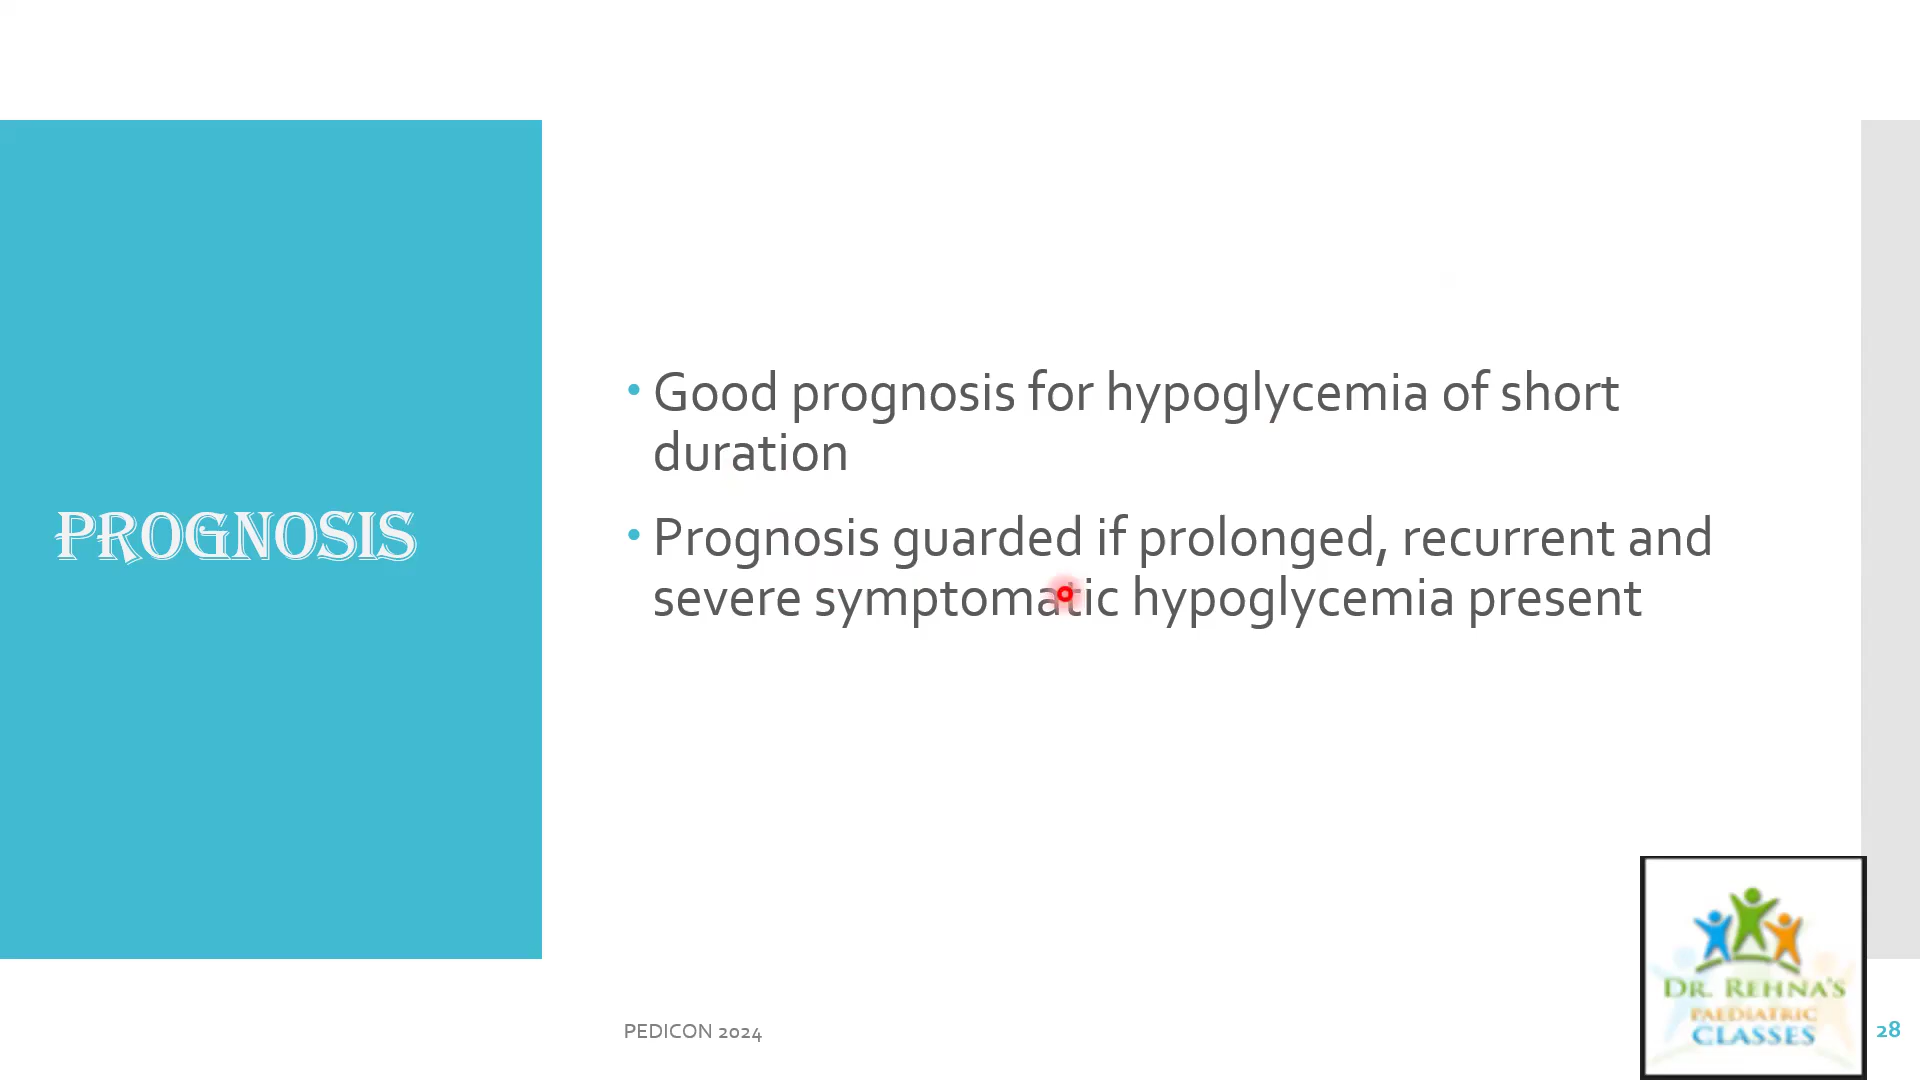 PROGNOSIS
• Good prognosis for hypoglycemia of short
duration
• Prognosis guarded if prolonged, recurrent and
severe symptomatic hypoglycemia present
PEDICON 2024
DR. REHNA'S
PAEDIATRIC
CLASSES
28